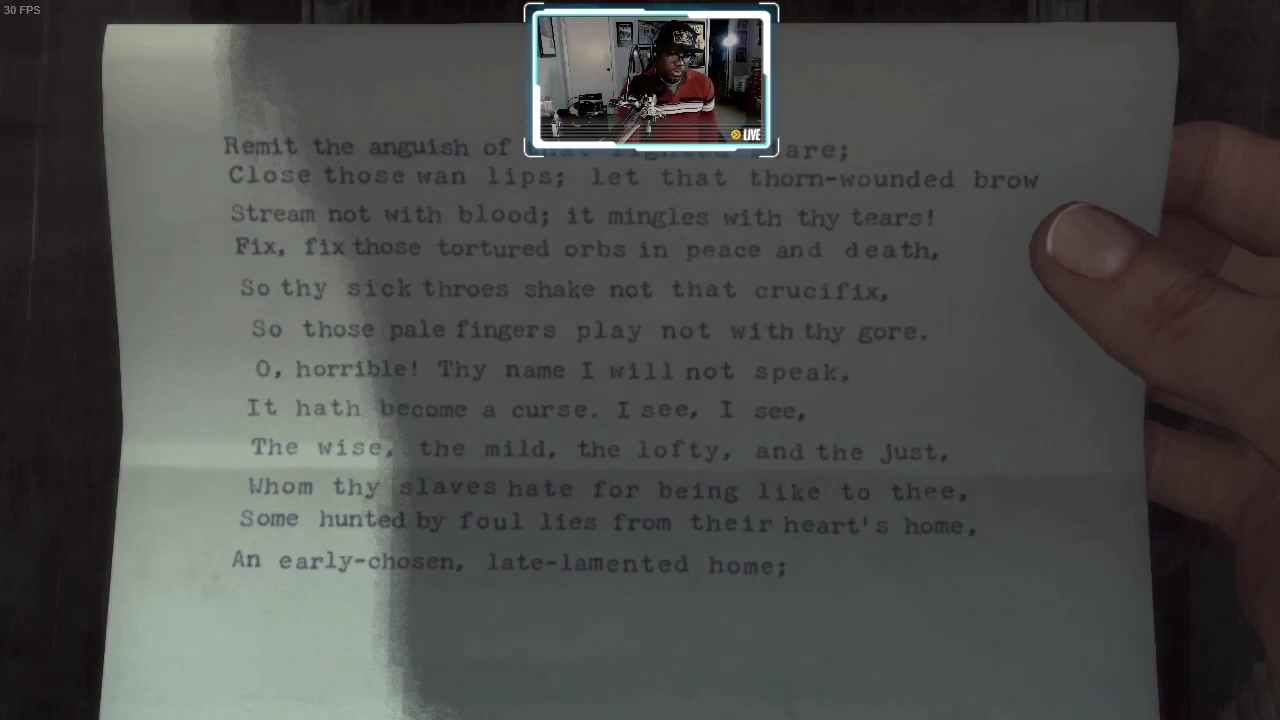 30 FPS
LIVE
Remit the anguish of that lighted stare;
Close those wan lips; let that thorn-wounded brow
Stream not with blood; it mingles with thy tears!
Fix, fix those tortured orbs in peace and death,
So thy sick throes shake not that crucifix,
So those pale fingers play not with thy gore.
O, horrible! Thy name I will not speak,
It hath become a curse. I see, I see,
The wise, the mild, the lofty, and the just,
Whom thy slaves hate for being like to thee,
Some hunted by foul lies from their heart's home,
An early-chosen, late-lamented home;